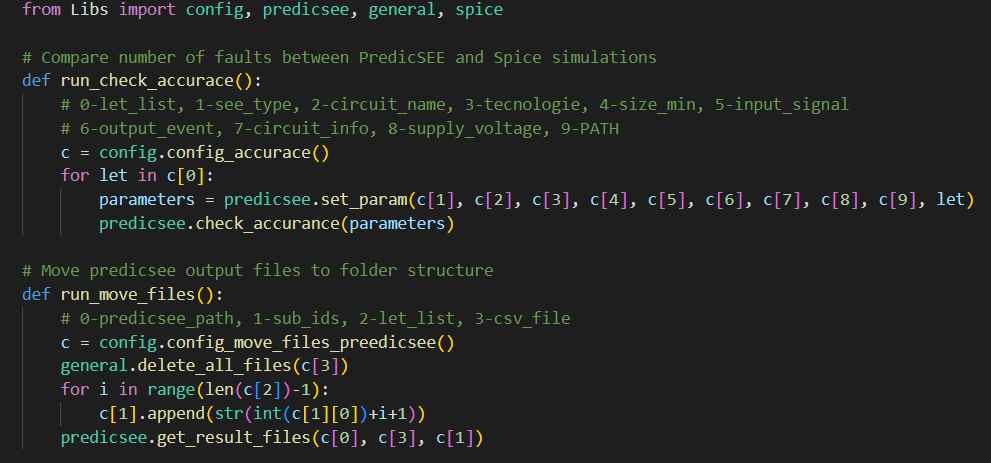 from Libs import config, predicsee, general, spice
# Compare number of faults between PredicSEE and Spice simulations
def run_check_accurace():
# 0-let_list, 1-see_type, 2-circuit_name, 3-tecnologie, 4-size_min, 5-input_signal
# 6-output_event, 7-circuit_info, 8-supply_voltage, 9-PATH
c = config.config_accurace()
for let in c[0]:
parameters = predicsee.set_param(c[1], c[2], c[3], c[4], c[5], c[6], c[7], c[8], c[9], let)
predicsee.check_accurance(parameters)
# Move predicsee output files to folder structure
def run_move_files():
# 0-predicsee_path, 1-sub_ids, 2-let_list, 3-csv_file
c = config.config_move_files_preedicsee()
general.delete_all_files(c[3])
for i in range(len(c[2])-1):
c[1].append(str(int(c[1][0])+i+1))
predicsee.get_result_files(c[0], c[3], c[1])